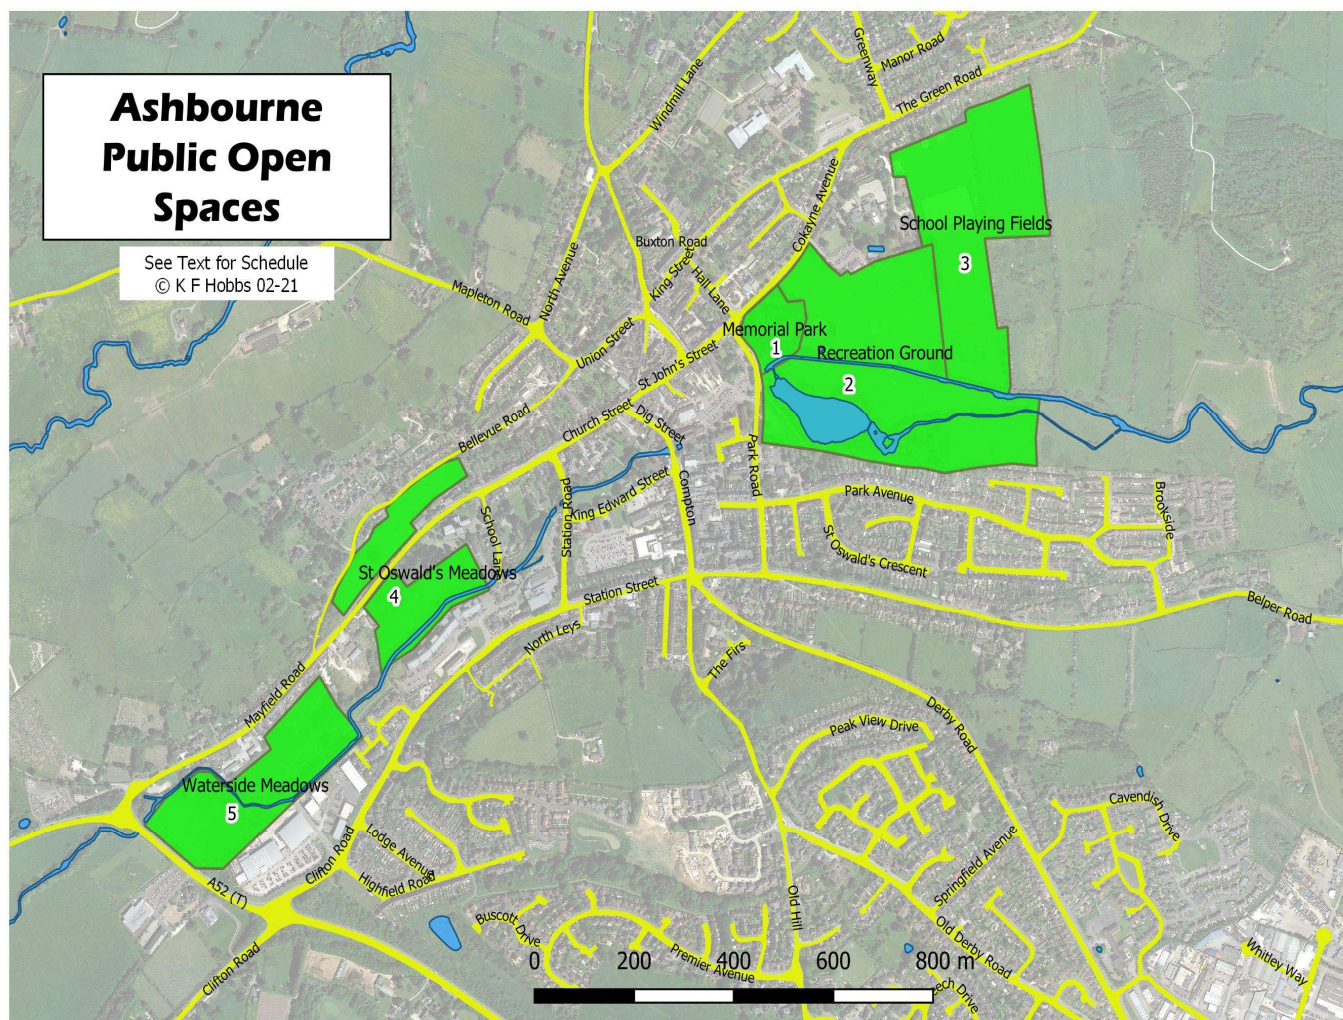 Ashbourne
Public Open
Spaces
See Text for Schedule
© K F Hobbs 02-21
Greenway
Manor Road
The Green Road
Windmill Lane
Cokayne Avenue
School Playing Fields
3
Buxton Road
King Street
Hall Lane
North Avenue
Mapleton Road
Union Street
St John's Street
Memorial Park
1
Recreation Ground
2
Church Street
Dig Street
Bellevue Road
Park Road
Compton
King Edward Street
Station Road
School Lane
Park Avenue
Brookside
St Oswald's Crescent
St Oswald's Meadows
4
Station Street
North Leys
Belper Road
The Firs
Mayfield Road
Derby Road
Peak View Drive
Waterside Meadows
5
Cavendish Drive
Clifton Road
Lodge Avenue
Highfield Road
Springfield Avenue
A52 (T)
Buscott Drive
Old Hill
Old Derby Road
Premier Avenue
Whitley Way
Clifton Road
0 200 400 600 800 m
eech Drive